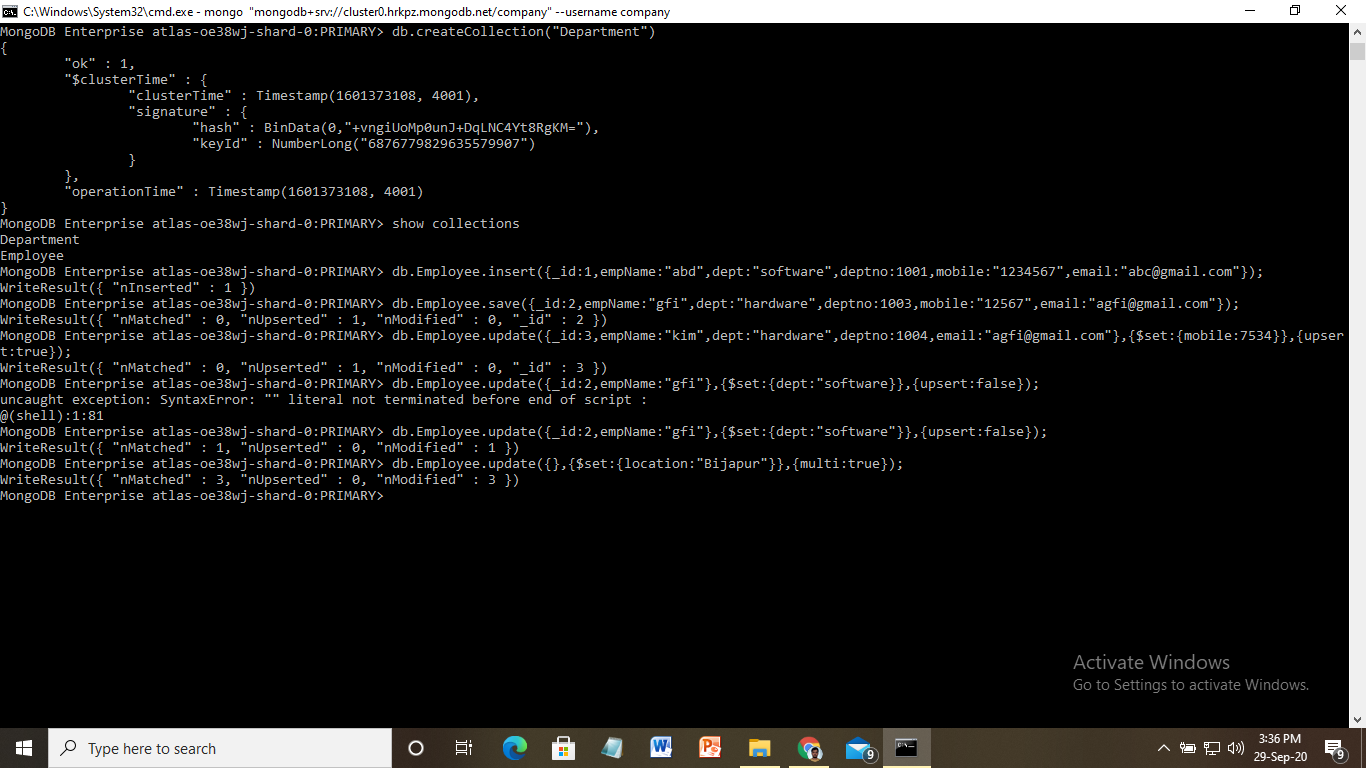 C:\Windows\System32\cmd.exe - mongo  "mongodb+srv://cluster0.hrkpz.mongodb.net/company" --username company
MongoDB Enterprise atlas-oe38wj-shard-0:PRIMARY> db.createCollection("Department")
{
        "ok" : 1,
        "$clusterTime" : {
                "clusterTime" : Timestamp(1601373108, 4001),
                "signature" : {
                        "hash" : BinData(0,"+vngiUoMp0unJ+DqLNC4Yt8RgKM="),
                        "keyId" : NumberLong("6876779829635579907")
                }
        },
        "operationTime" : Timestamp(1601373108, 4001)
}
MongoDB Enterprise atlas-oe38wj-shard-0:PRIMARY> show collections
Department
Employee
MongoDB Enterprise atlas-oe38wj-shard-0:PRIMARY> db.Employee.insert({_id:1,empName:"abd",dept:"software",deptno:1001,mobile:"1234567",email:"abc@gmail.com"});
WriteResult({ "nInserted" : 1 })
MongoDB Enterprise atlas-oe38wj-shard-0:PRIMARY> db.Employee.save({_id:2,empName:"gfi",dept:"hardware",deptno:1003,mobile:"12567",email:"agfi@gmail.com"});
WriteResult({ "nMatched" : 0, "nUpserted" : 1, "nModified" : 0, "_id" : 2 })
MongoDB Enterprise atlas-oe38wj-shard-0:PRIMARY> db.Employee.update({_id:3,empName:"kim",dept:"hardware",deptno:1004,email:"agfi@gmail.com"},{$set:{mobile:7534}},{upser
t:true});
WriteResult({ "nMatched" : 0, "nUpserted" : 1, "nModified" : 0, "_id" : 3 })
MongoDB Enterprise atlas-oe38wj-shard-0:PRIMARY> db.Employee.update({_id:2,empName:"gfi"},{$set:{dept:"software}},{upsert:false});
uncaught exception: SyntaxError: "" literal not terminated before end of script :
@(shell):1:81
MongoDB Enterprise atlas-oe38wj-shard-0:PRIMARY> db.Employee.update({_id:2,empName:"gfi"},{$set:{dept:"software"}},{upsert:false});
WriteResult({ "nMatched" : 1, "nUpserted" : 0, "nModified" : 1 })
MongoDB Enterprise atlas-oe38wj-shard-0:PRIMARY> db.Employee.update({},{$set:{location:"Bijapur"}},{multi:true});
WriteResult({ "nMatched" : 3, "nUpserted" : 0, "nModified" : 3 })
MongoDB Enterprise atlas-oe38wj-shard-0:PRIMARY>
Activate Windows
Go to Settings to activate Windows.
Type here to search
9
3:36 PM
29-Sep-20
9